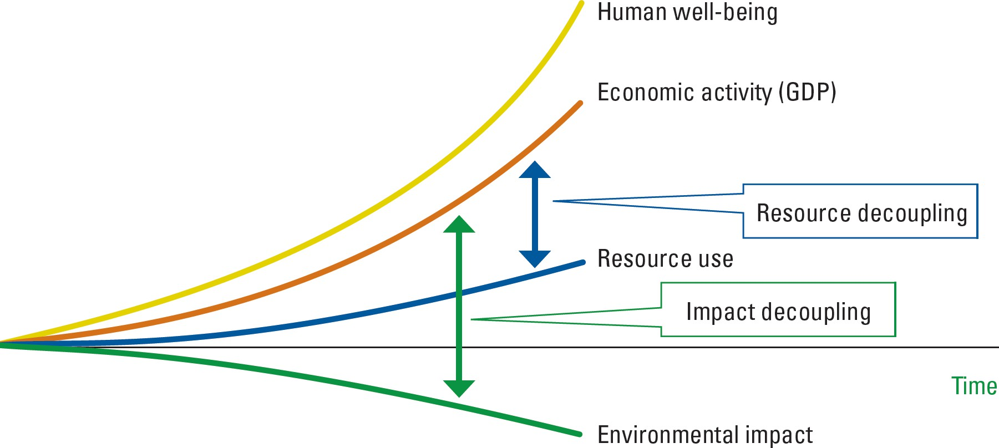 Human well-being
Economic activity (GDP)
Resource decoupling
Resource use
Impact decoupling
Time
Environmental impact